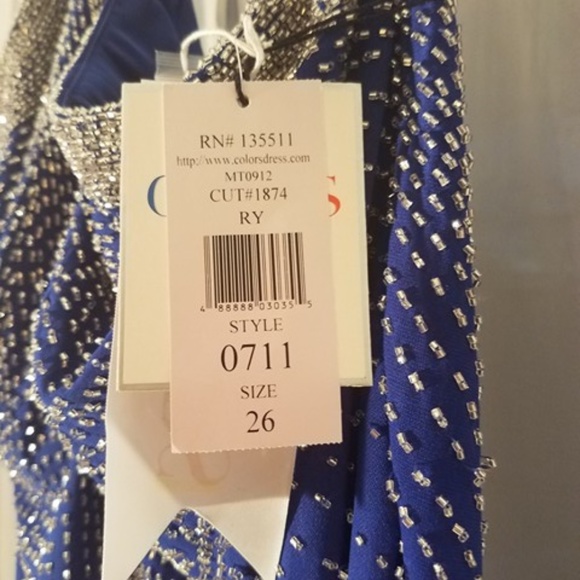 RN# 135511
http://www.colorsdress.com
MT0912
CUT#1874
RY
4 88888 03035 5
STYLE
0711
SIZE
26